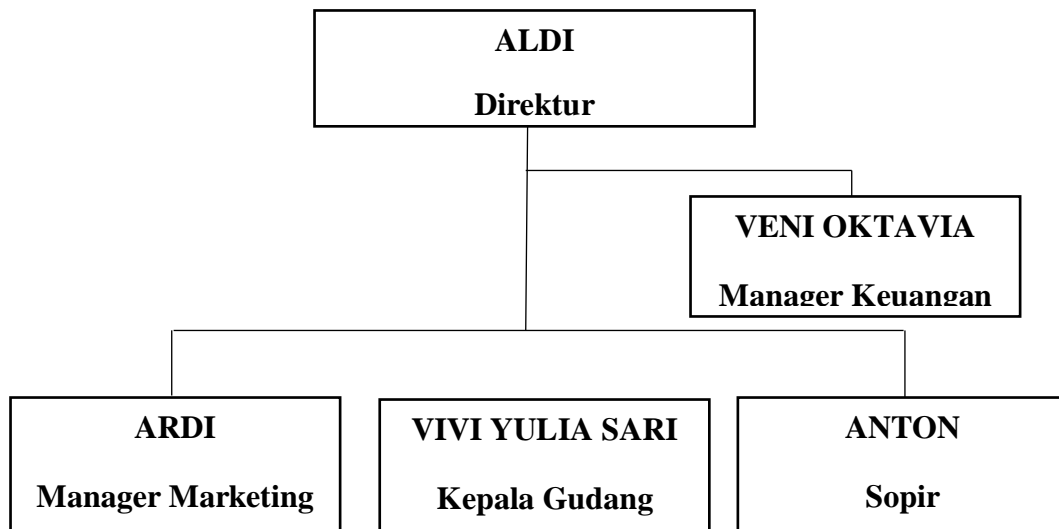 ALDI
Direktur
VENI OKTAVIA
Manager Keuangan
ARDI
Manager Marketing
VIVI YULIA SARI
Kepala Gudang
ANTON
Sopir